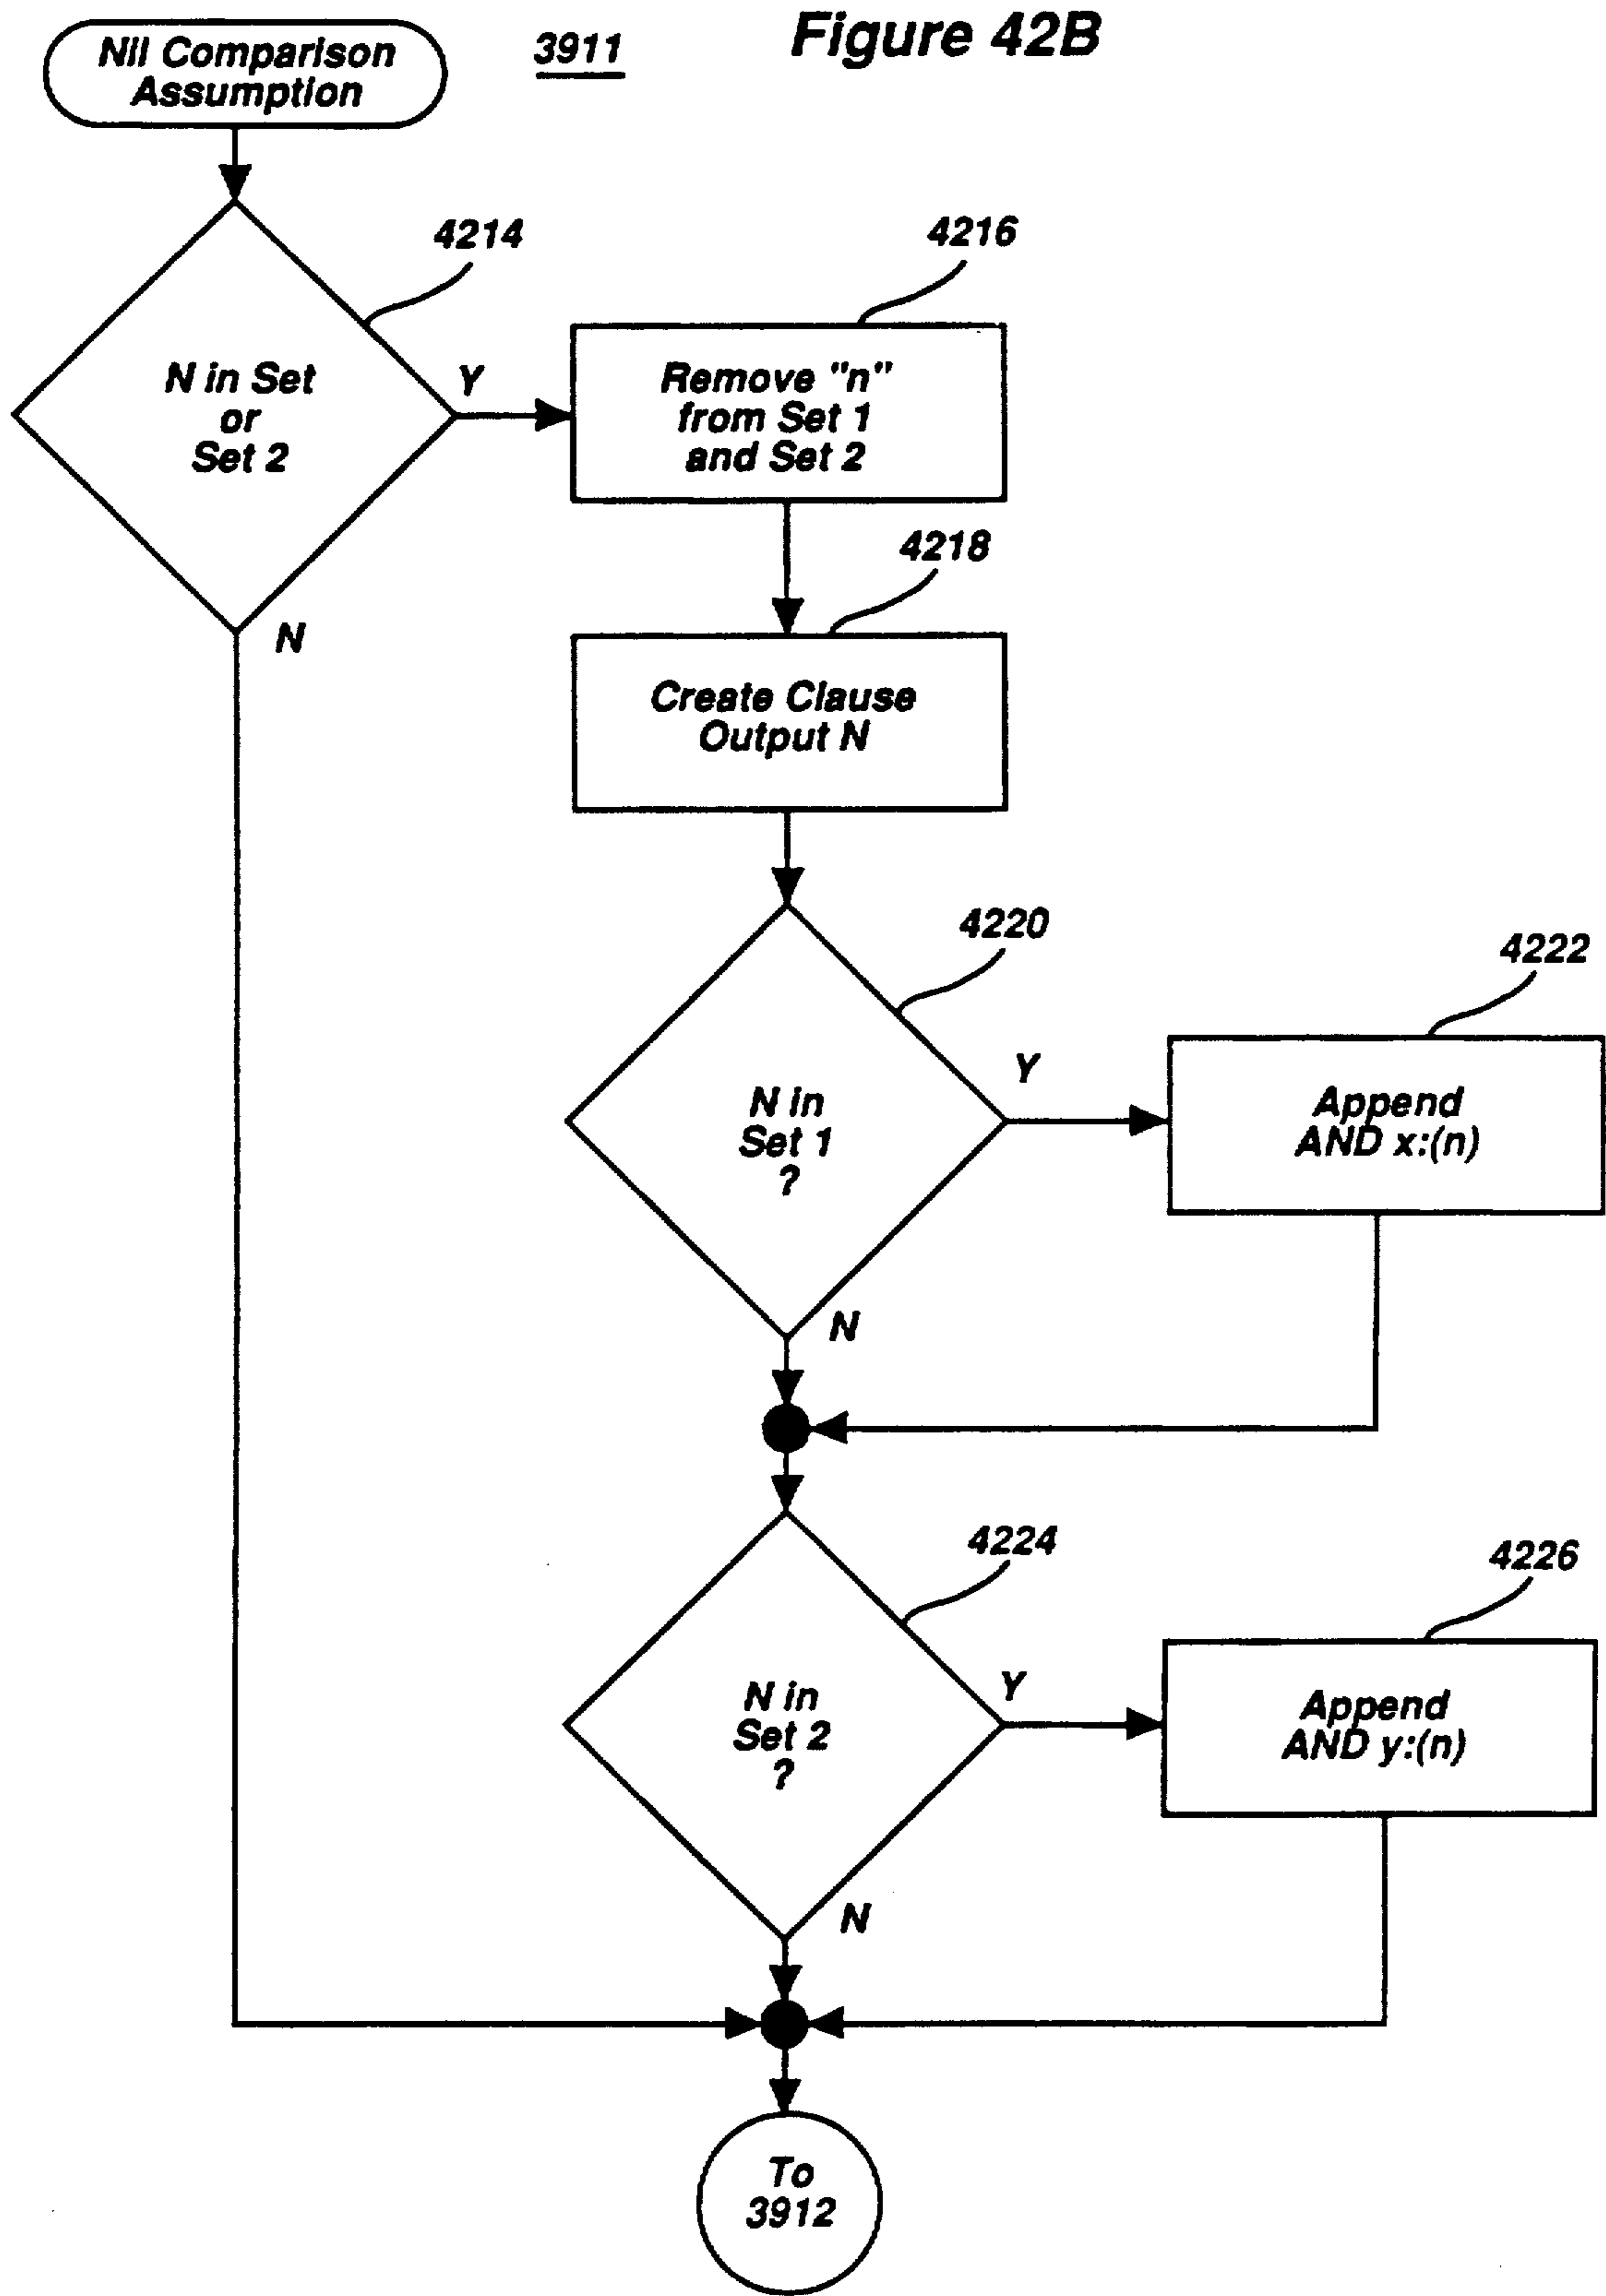 Figure 42B
3911
Nil Comparison
Assumption
4214
N in Set
or
Set 2
Y
N
4216
Remove "n"
from Set 1
and Set 2
4218
Create Clause
Output N
4220
N in
Set 1
?
Y
N
4222
Append
AND x:(n)
4224
N in
Set 2
?
Y
N
4226
Append
AND y:(n)
To
3912